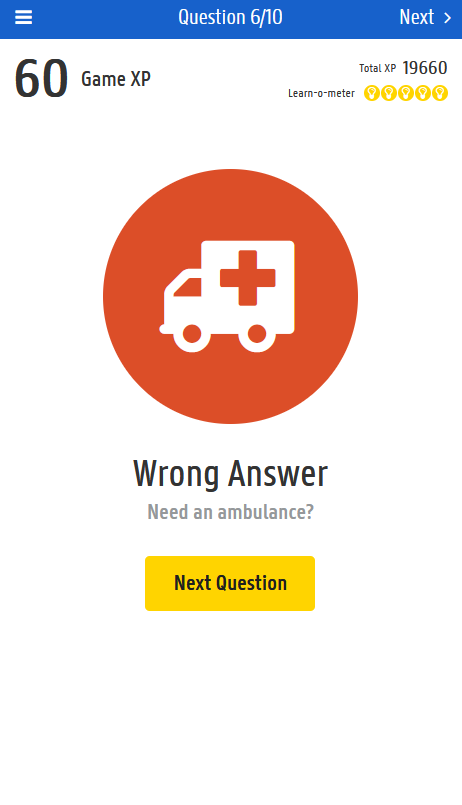 Question 6/10
Next
60 Game XP
Total XP 19660
Learn-o-meter
Wrong Answer
Need an ambulance?
Next Question